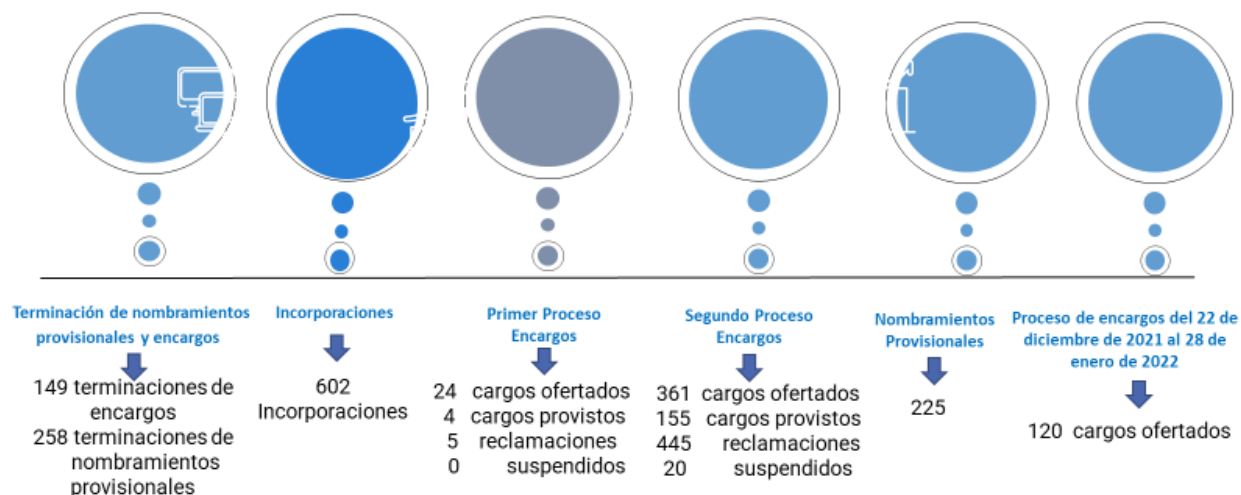 Terminación de nombramientos
provisionales y encargos
149 terminaciones de
encargos
258 terminaciones de
nombramientos
provisionales
Incorporaciones
602
Incorporaciones
Primer Proceso
Encargos
24 cargos ofertados
4 cargos provistos
5 reclamaciones
0 suspendidos
Segundo Proceso
Encargos
361 cargos ofertados
155 cargos provistos
445 reclamaciones
20 suspendidos
Nombramientos
Provisionales
225
Proceso de encargos del 22 de
diciembre de 2021 al 28 de
enero de 2022
120 cargos ofertados